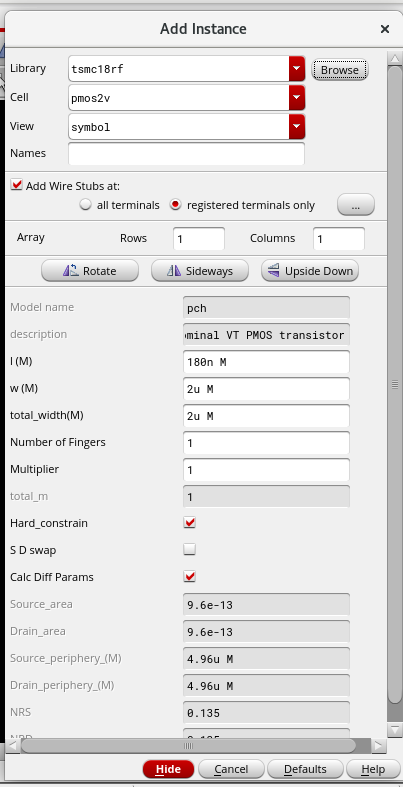 Add Instance
Library tsmc18rf Browse
Cell pmos2v
View symbol
Names
Add Wire Stubs at:
all terminals registered terminals only ...
Array Rows 1 Columns 1
Rotate Sideways Upside Down
Model name pch
description ominal VT PMOS transistor
l (M) 180n M
w (M) 2u M
total_width(M) 2u M
Number of Fingers 1
Multiplier 1
total_m 1
Hard_constrain
S D swap
Calc Diff Params
Source_area 9.6e-13
Drain_area 9.6e-13
Source_periphery_(M) 4.96u M
Drain_periphery_(M) 4.96u M
NRS 0.135
Hide Cancel Defaults Help